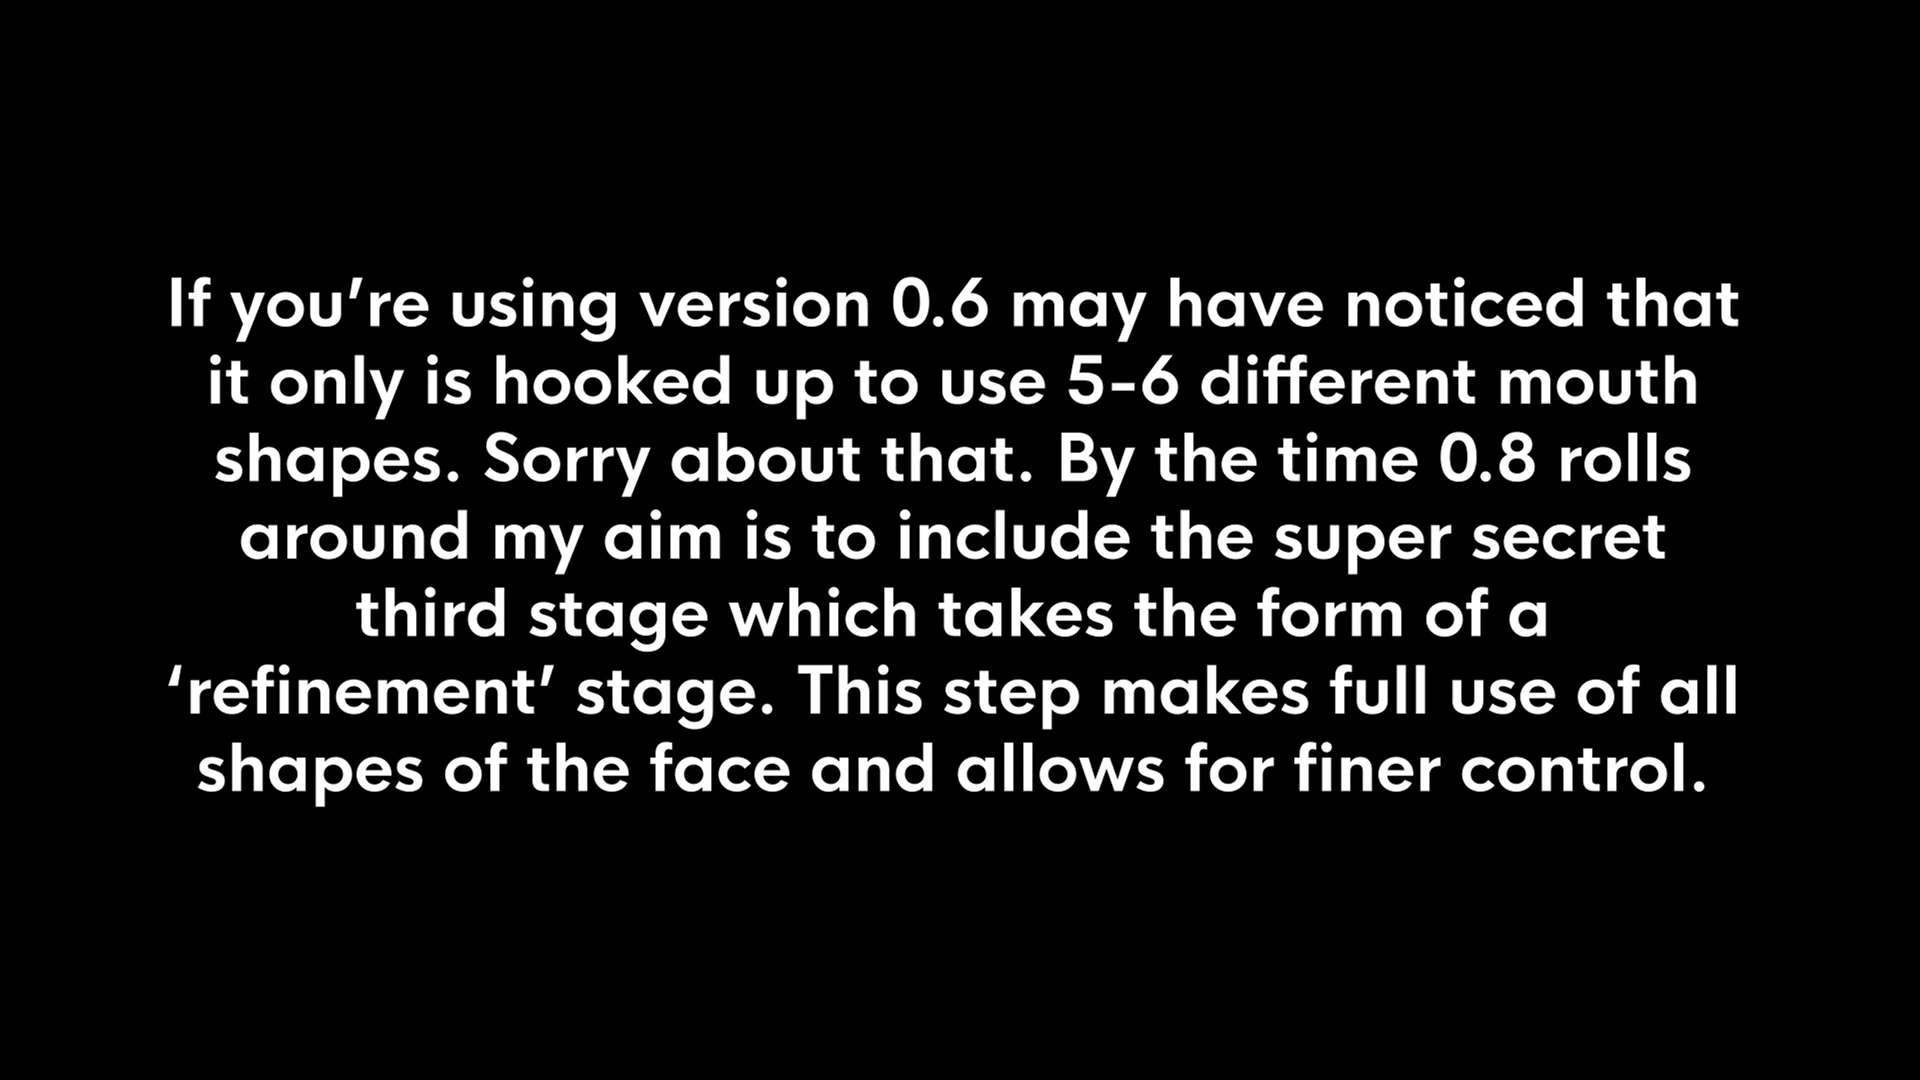 If you’re using version 0.6 may have noticed that
it only is hooked up to use 5-6 different mouth
shapes. Sorry about that. By the time 0.8 rolls
around my aim is to include the super secret
third stage which takes the form of a
‘refinement’ stage. This step makes full use of all
shapes of the face and allows for finer control.